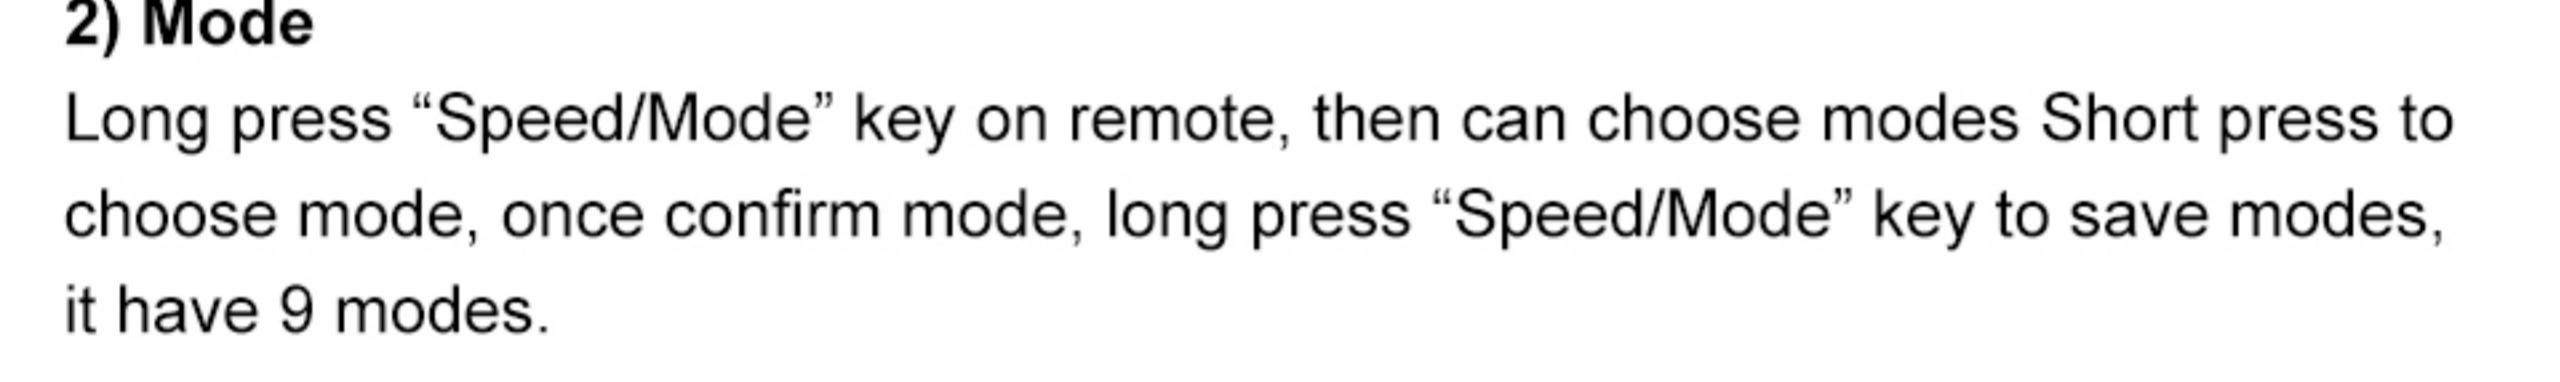 2) Mode
Long press “Speed/Mode” key on remote, then can choose modes Short press to
choose mode, once confirm mode, long press “Speed/Mode” key to save modes,
it have 9 modes.